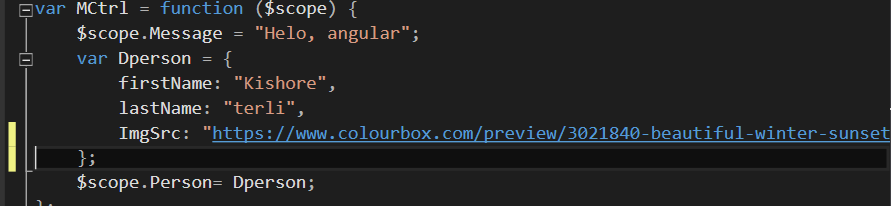 var MCtrl = function ($scope) {
$scope.Message = "Helo, angular";
var Dperson = {
firstName: "Kishore",
lastName: "terli",
ImgSrc: "https://www.colourbox.com/preview/3021840-beautiful-winter-sunset
};
$scope.Person= Dperson;
};